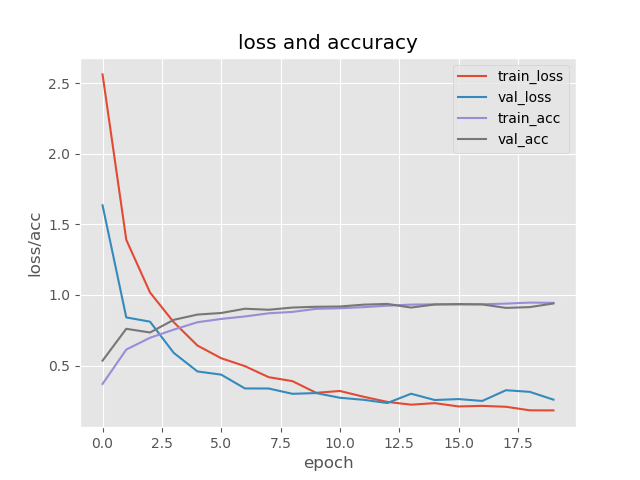 loss and accuracy
train_loss
val_loss
train_acc
val_acc
2.5
2.0
1.5
1.0
0.5
loss/acc
0.0 2.5 5.0 7.5 10.0 12.5 15.0 17.5
epoch